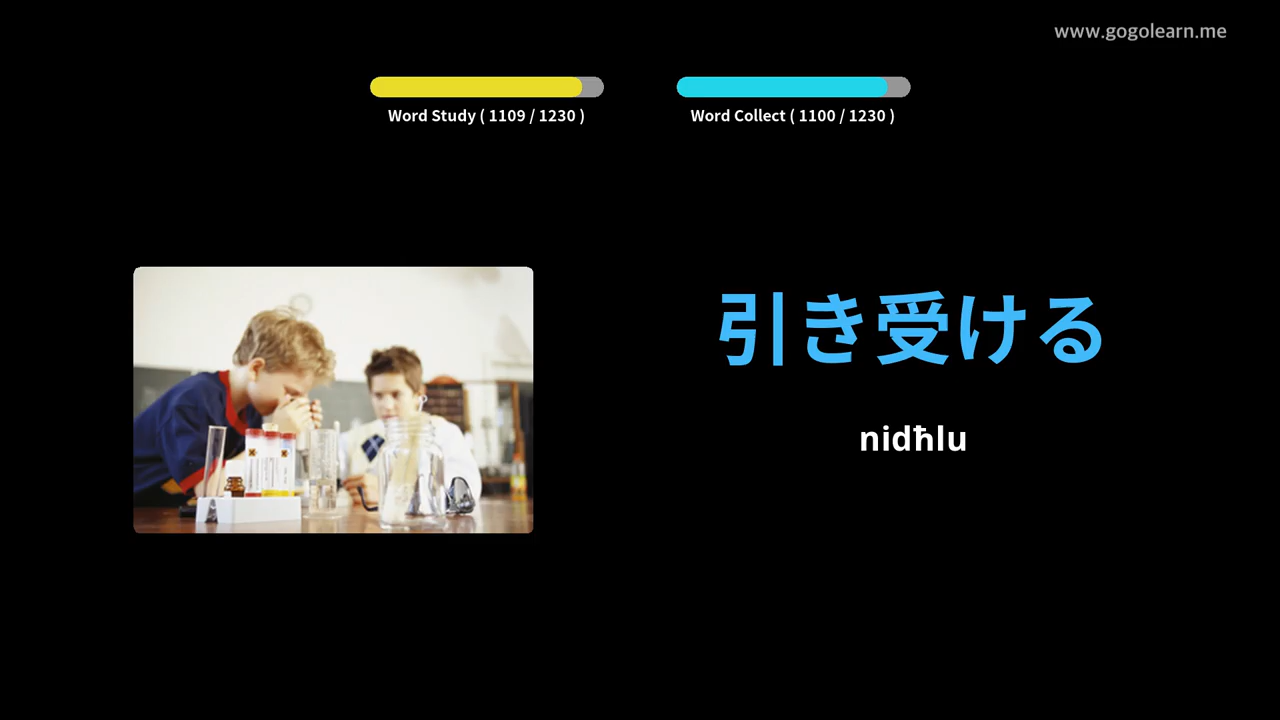 www.gogolearn.me
Word Study ( 1109 / 1230 )
Word Collect ( 1100 / 1230 )
引き受ける
nidħlu